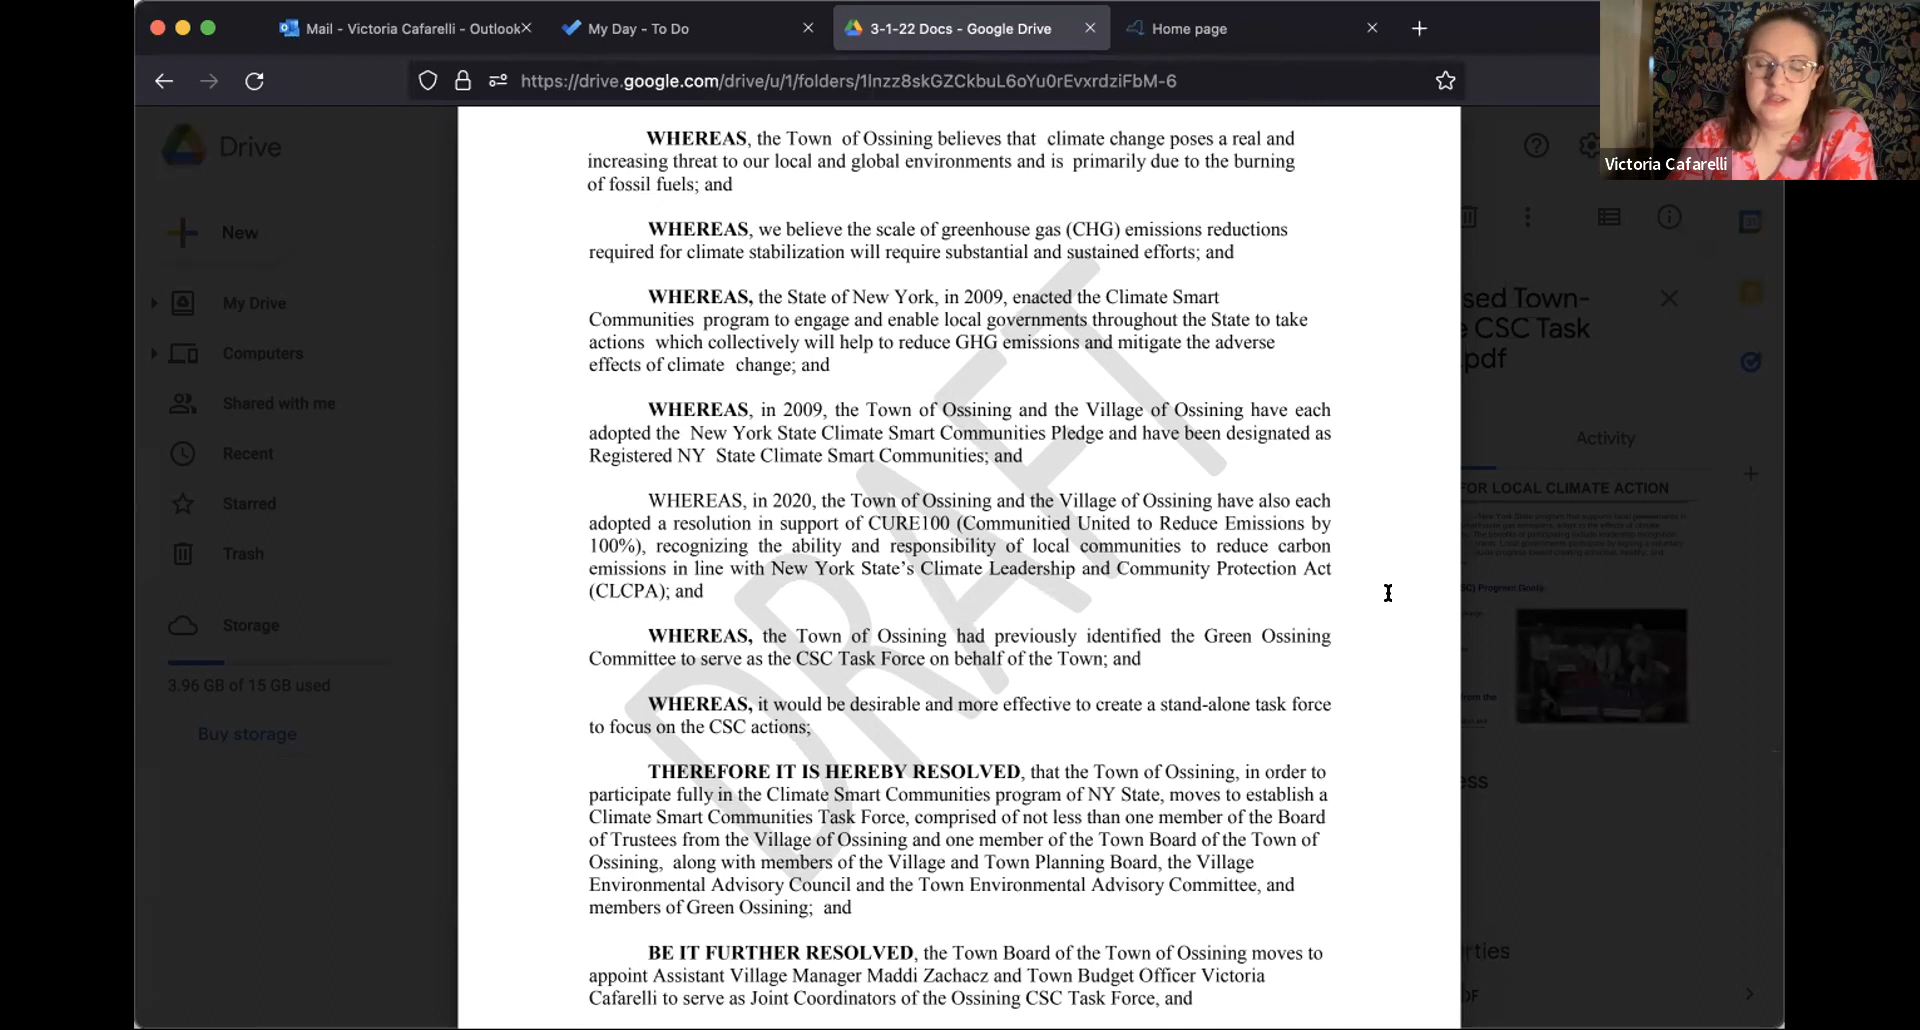 Mail - Victoria Cafarelli - Outlook
My Day - To Do
3-1-22 Docs - Google Drive
Home page
https://drive.google.com/drive/u/1/folders/1lnzz8skGZCkbuL6oYu0rEvxrdziFbM-6
Victoria Cafarelli
Drive
New
My Drive
Computers
Shared with me
Recent
Starred
Trash
Storage
3.96 GB of 15 GB used
Buy storage
WHEREAS, the Town of Ossining believes that climate change poses a real and
increasing threat to our local and global environments and is primarily due to the burning
of fossil fuels; and
WHEREAS, we believe the scale of greenhouse gas (CHG) emissions reductions
required for climate stabilization will require substantial and sustained efforts; and
WHEREAS, the State of New York, in 2009, enacted the Climate Smart
Communities program to engage and enable local governments throughout the State to take
actions which collectively will help to reduce GHG emissions and mitigate the adverse
effects of climate change; and
WHEREAS, in 2009, the Town of Ossining and the Village of Ossining have each
adopted the New York State Climate Smart Communities Pledge and have been designated as
Registered NY State Climate Smart Communities; and
WHEREAS, in 2020, the Town of Ossining and the Village of Ossining have also each
adopted a resolution in support of CURE100 (Communitied United to Reduce Emissions by
100%), recognizing the ability and responsibility of local communities to reduce carbon
emissions in line with New York State's Climate Leadership and Community Protection Act
(CLCPA); and
WHEREAS, the Town of Ossining had previously identified the Green Ossining
Committee to serve as the CSC Task Force on behalf of the Town; and
WHEREAS, it would be desirable and more effective to create a stand-alone task force
to focus on the CSC actions;
THEREFORE IT IS HEREBY RESOLVED, that the Town of Ossining, in order to
participate fully in the Climate Smart Communities program of NY State, moves to establish a
Climate Smart Communities Task Force, comprised of not less than one member of the Board
of Trustees from the Village of Ossining and one member of the Town Board of the Town of
Ossining, along with members of the Village and Town Planning Board, the Village
Environmental Advisory Council and the Town Environmental Advisory Committee, and
members of Green Ossining; and
BE IT FURTHER RESOLVED, the Town Board of the Town of Ossining moves to
appoint Assistant Village Manager Maddi Zachacz and Town Budget Officer Victoria
Cafarelli to serve as Joint Coordinators of the Ossining CSC Task Force, and
DRAFT
sed Town-
CSC Task
.pdf
Activity
FOR LOCAL CLIMATE ACTION
Program Goals
ss
rties